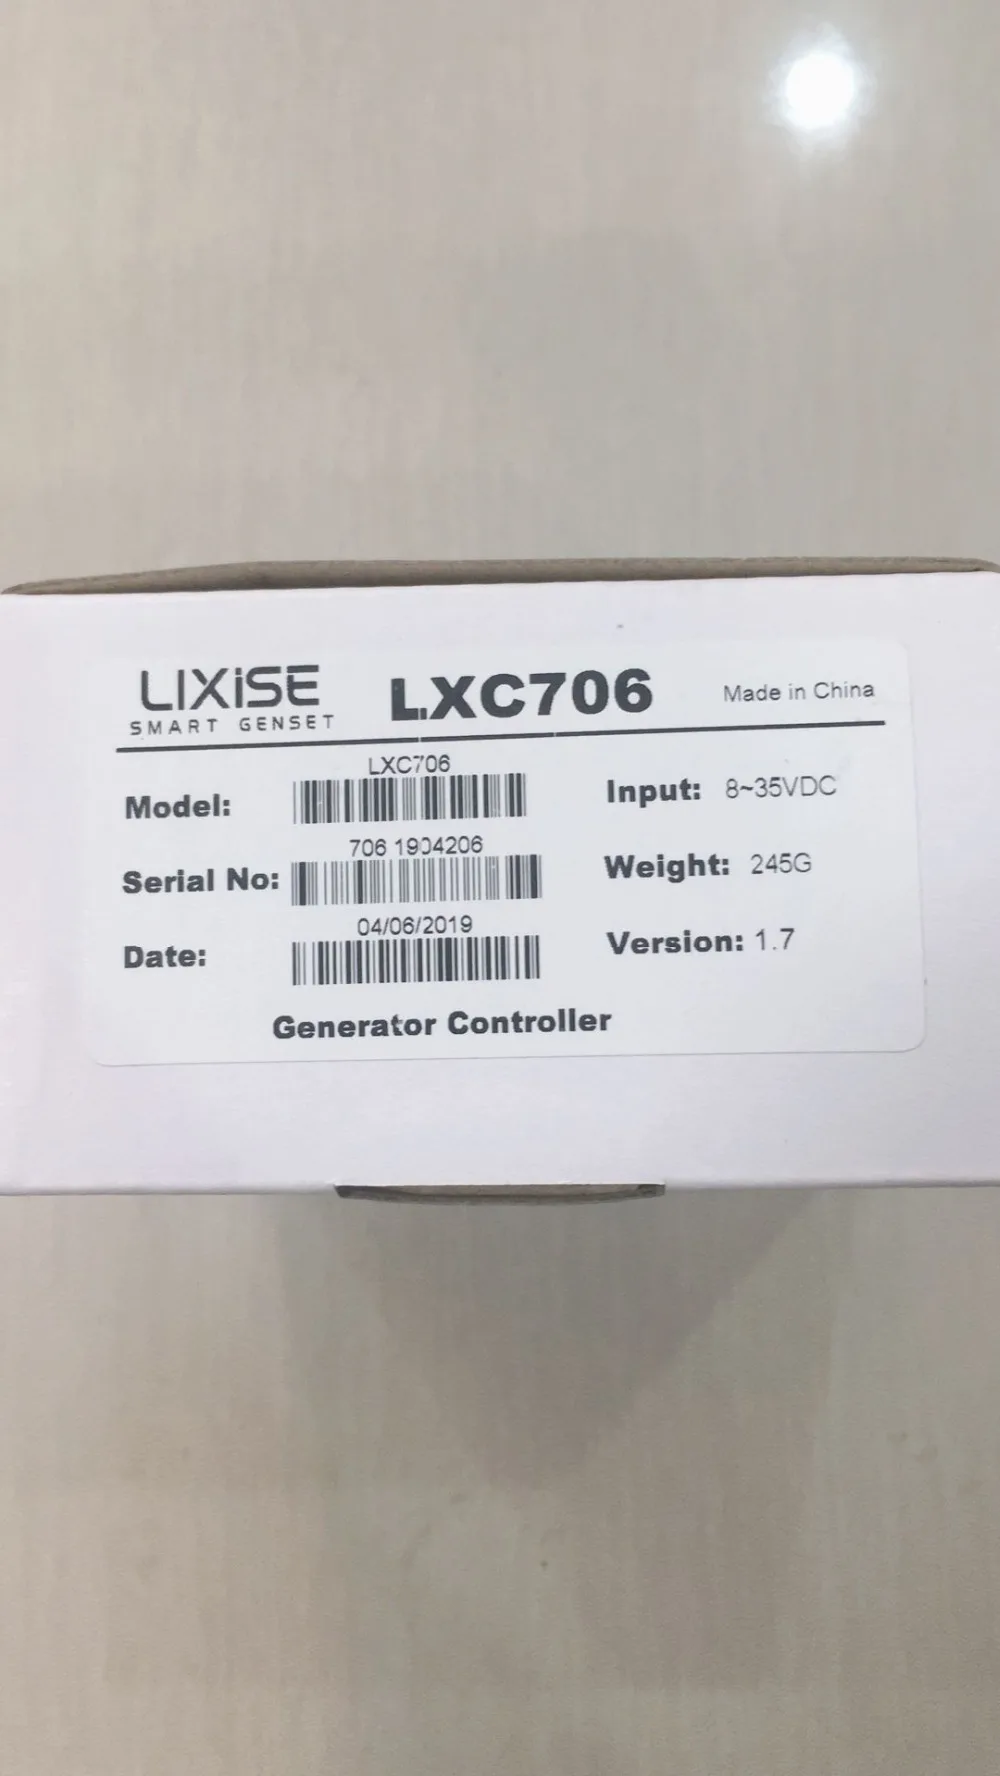 LIXiSE LXC706 Made in China
SMART GENSET
LXC706
Model: Input: 8~35VDC
706 1904206
Serial No: Weight: 245G
04/06/2019
Date: Version: 1.7
Generator Controller